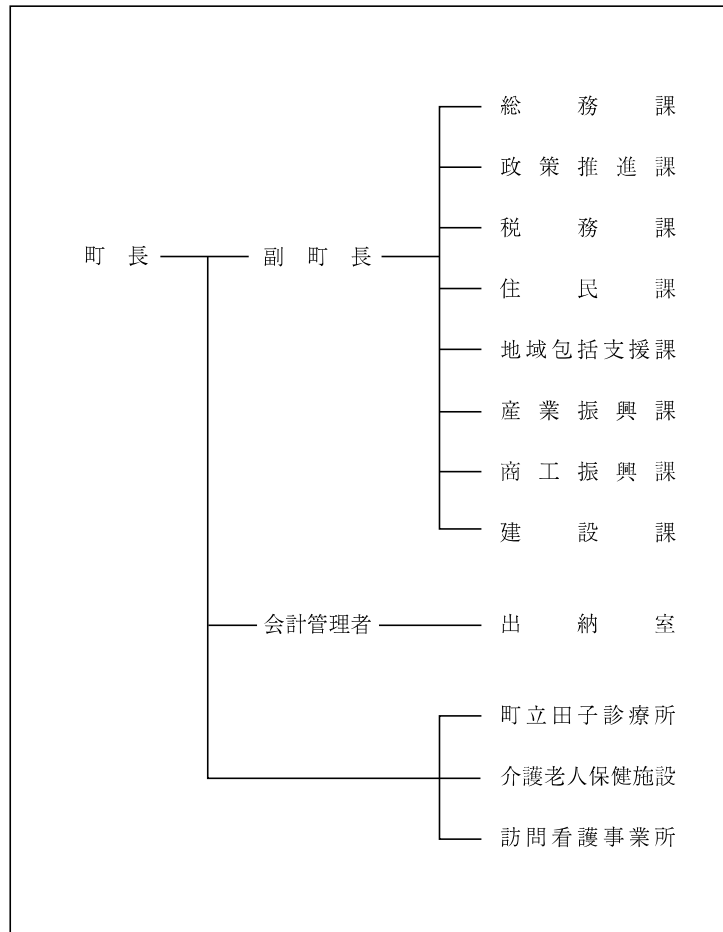 総務課
政策推進課
税務課
町長 副町長
住民課
地域包括支援課
産業振興課
商工振興課
建設課
会計管理者 出納室
町立田子診療所
介護老人保健施設
訪問看護事業所